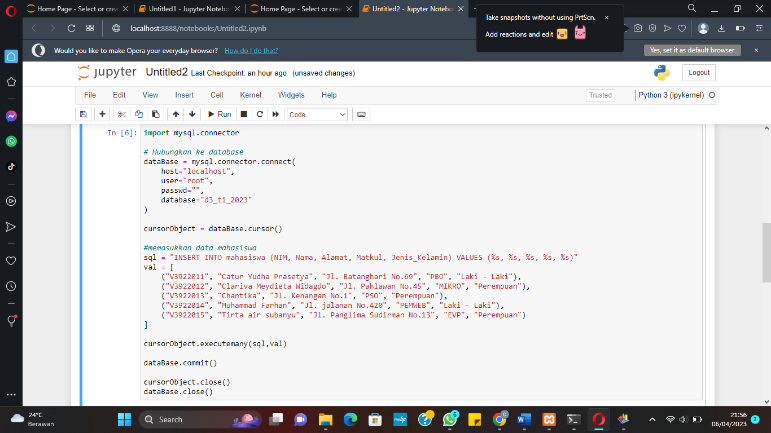 Home Page - Select or cre
Untitled1 - Jupyter Notebo
Home Page - Select or cre
Untitled2 - Jupyter Notebo
Take snapshots without using PrtScn.
Add reactions and edit
localhost:8888/notebooks/Untitled2.ipynb
Would you like to make Opera your everyday browser? How do I do that?
Yes, set as default browser
jupyter Untitled2 Last Checkpoint: an hour ago (unsaved changes)
Logout
File Edit View Insert Cell Kernel Widgets Help
Trusted
Python 3 (ipykernel)
Run
Code
In [6]: import mysql.connector
# Hubungkan ke database
dataBase = mysql.connector.connect(
host="localhost",
user="root",
passwd="",
database="d3_ti_2023"
)
cursorObject = dataBase.cursor()
#memasukkan data mahasiswa
sql = "INSERT INTO mahasiswa (NIM, Nama, Alamat, Matkul, Jenis_Kelamin) VALUES (%s, %s, %s, %s, %s)"
val = [
("V3922011", "Catur Yudha Prasetya", "Jl. Batanghari No.69", "PBO", "Laki - Laki"),
("V3922012", "Clariva Meydieta Widagdo", "Jl. Pahlawan No.45", "MIKRO", "Perempuan"),
("V3922013", "Chantika", "Jl. Kenangan No.1", "PSO", "Perempuan"),
("V3922014", "Muhammad Farhan", "Jl. jalanan No.420", "PEMWEB", "Laki - Laki"),
("V3922015", "Tirta air subanyu", "Jl. Panglima Sudirman No.13", "EVP", "Perempuan")
]
cursorObject.executemany(sql,val)
dataBase.commit()
cursorObject.close()
dataBase.close()
24°C
Berawan
Search
21:56
08/04/2023